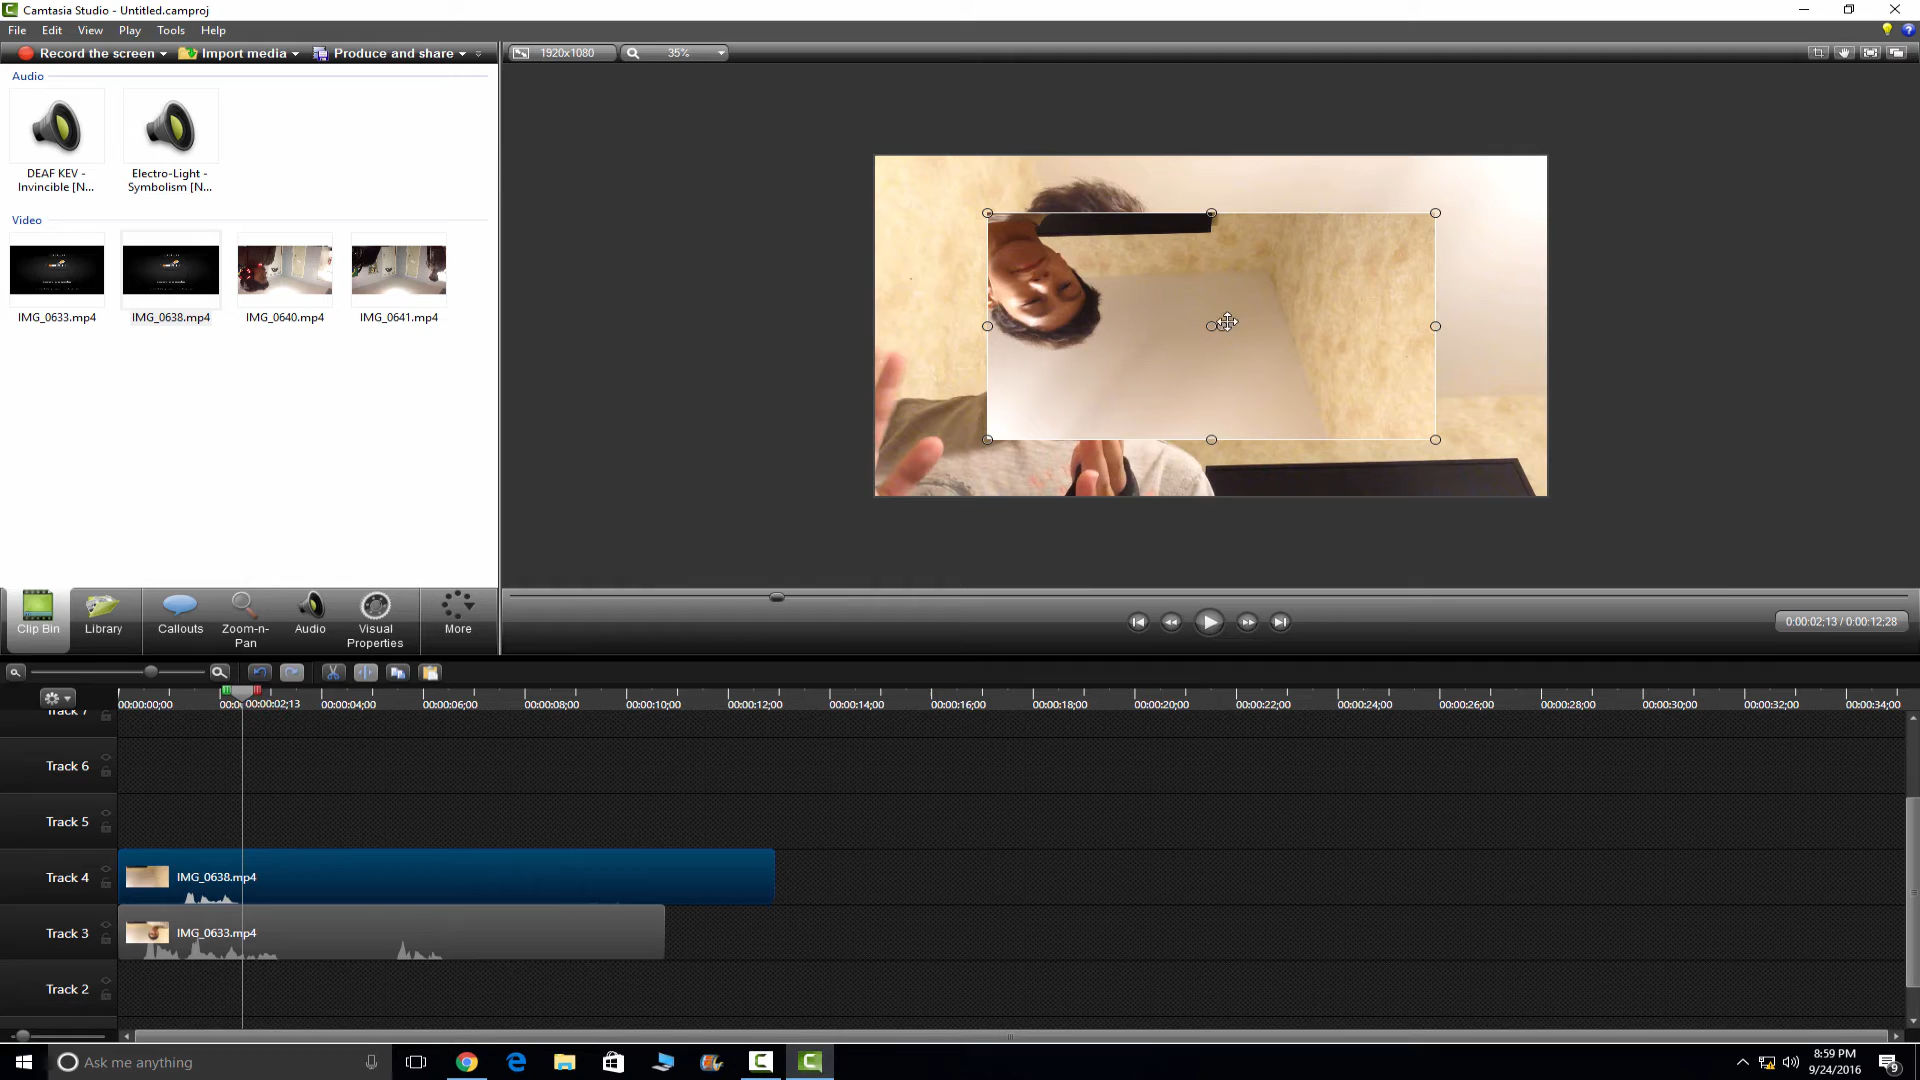 Camtasia Studio - Untitled.camproj
File Edit View Play Tools Help
Record the screen Import media Produce and share
1920x1080 35%
Audio
DEAF KEV -
Invincible [N...
Electro-Light -
Symbolism [N...
Video
IMG_0633.mp4 IMG_0638.mp4 IMG_0640.mp4 IMG_0641.mp4
Clip Bin Library Callouts Zoom-n-
Pan Audio Visual
Properties More
0:00:02;13 / 0:00:12;28
00:00:00;00 00:00:02;13 00:00:04;00 00:00:06;00 00:00:08;00 00:00:10;00 00:00:12;00 00:00:14;00 00:00:16;00 00:00:18;00 00:00:20;00 00:00:22;00 00:00:24;00 00:00:26;00 00:00:28;00 00:00:30;00 00:00:32;00 00:00:34;00
Track 7
Track 6
Track 5
Track 4 IMG_0638.mp4
Track 3 IMG_0633.mp4
Track 2
Ask me anything
8:59 PM
9/24/2016
9